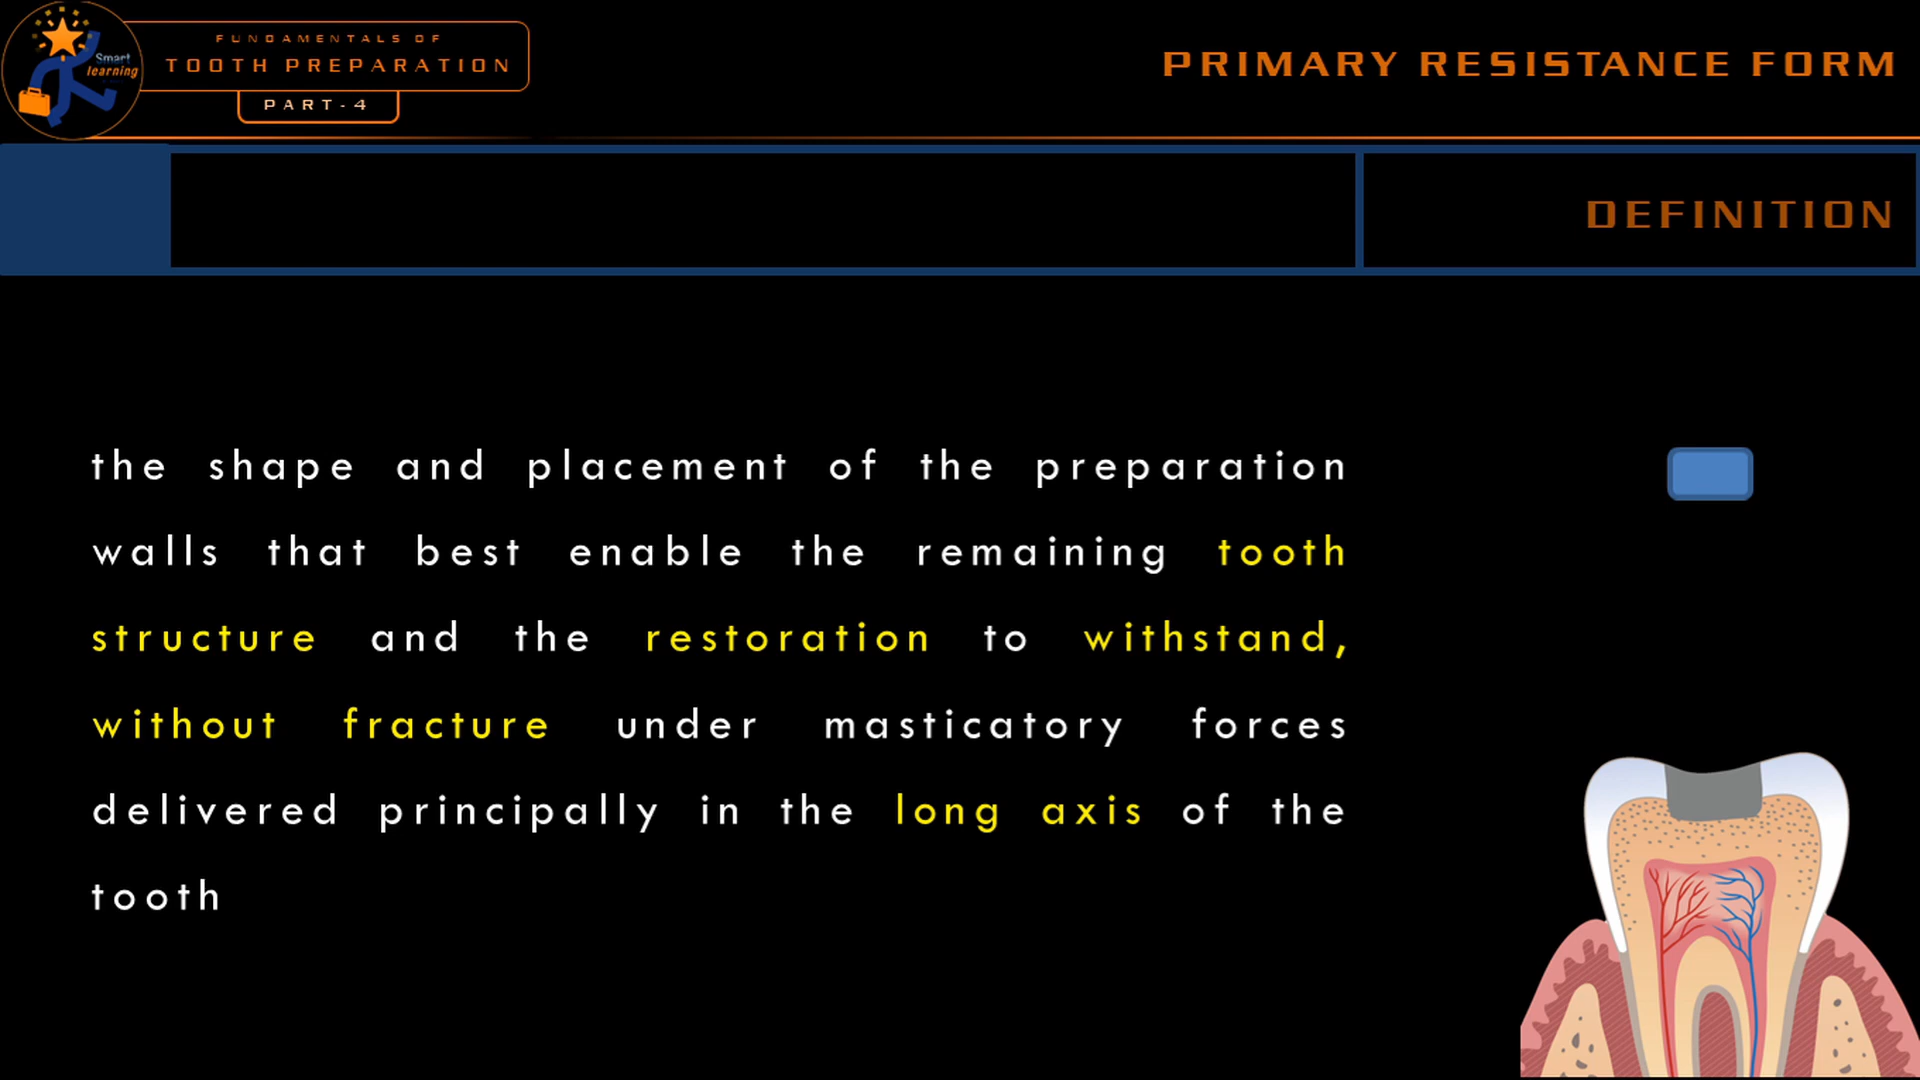 Smart
learning
FUNDAMENTALS OF
TOOTH PREPARATION
PART-4
PRIMARY RESISTANCE FORM
DEFINITION
the shape and placement of the preparation
walls that best enable the remaining tooth
structure and the restoration to withstand,
without fracture under masticatory forces
delivered principally in the long axis of the
tooth